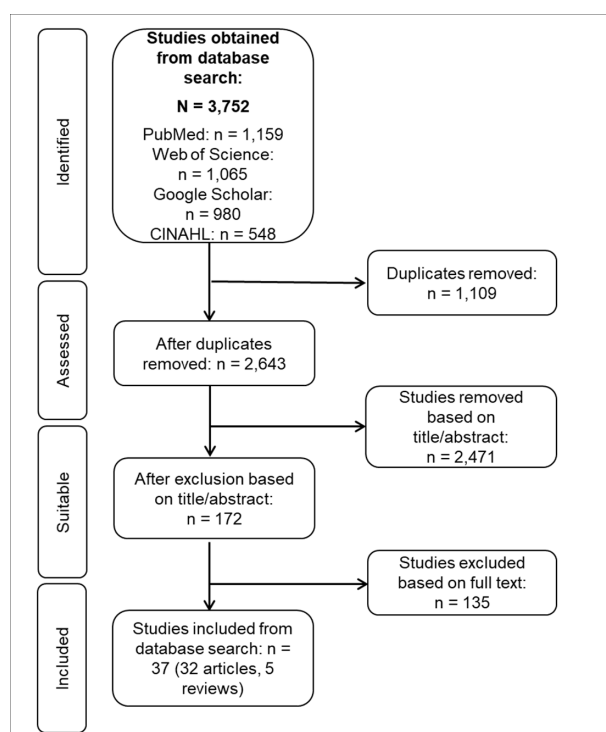 Identified
Studies obtained
from database
search:
N = 3,752
PubMed: n = 1,159
Web of Science:
n = 1,065
Google Scholar:
n = 980
CINAHL: n = 548
Duplicates removed:
n = 1,109
Assessed
After duplicates
removed: n = 2,643
Studies removed
based on
title/abstract:
n = 2,471
Suitable
After exclusion based
on title/abstract:
n = 172
Studies excluded
based on full text:
n = 135
Included
Studies included from
database search: n =
37 (32 articles, 5
reviews)